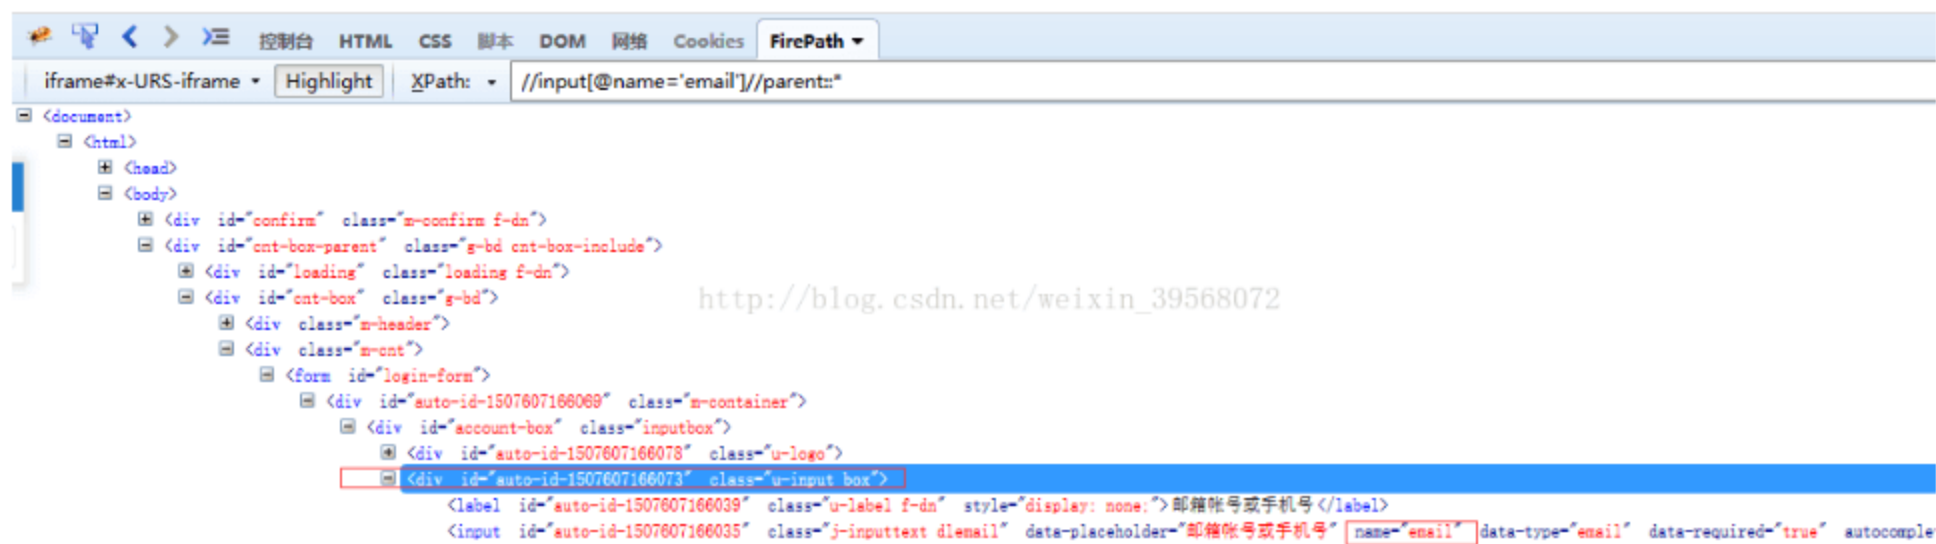 控制台 HTML CSS 脚本 DOM 网络 Cookies FirePath
iframe#x-URS-iframe Highlight XPath: //input[@name='email']//parent::*
<document>
<html>
<head>
<body>
<div id="confirm" class="m-confirm f-dn">
<div id="cnt-box-parent" class="g-bd cnt-box-include">
<div id="loading" class="loading f-dn">
<div id="cnt-box" class="g-bd">
http://blog.csdn.net/weixin_39568072
<div class="m-header">
<div class="m-cnt">
<form id="login-form">
<div id="auto-id-1507607166069" class="m-container">
<div id="account-box" class="inputbox">
<div id="auto-id-1507607166078" class="u-logo">
<div id="auto-id-1507607166073" class="u-input box">
<label id="auto-id-1507607166039" class="u-label f-dn" style="display: none;">邮箱帐号或手机号</label>
<input id="auto-id-1507607166035" class="j-inputtext dlemail" data-placeholder="邮箱帐号或手机号" name="email" data-type="email" data-required="true" autocomple